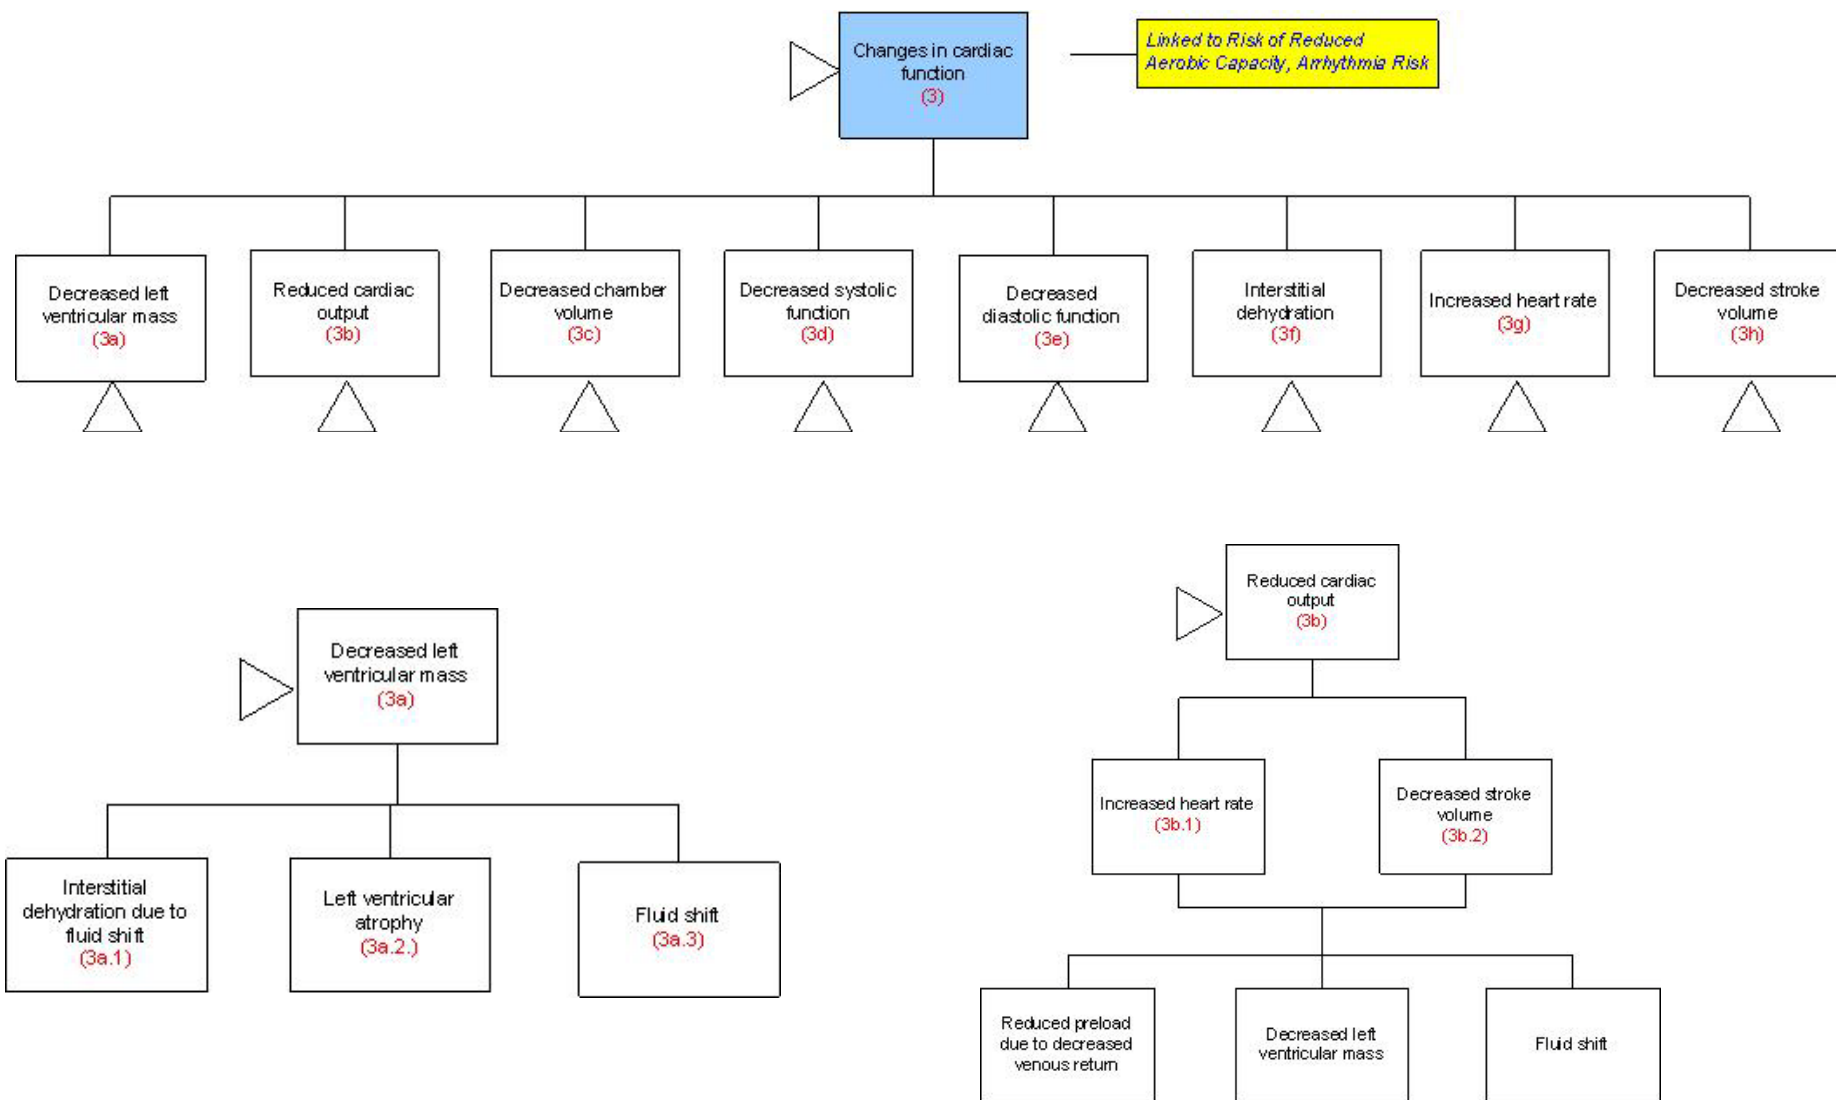 Changes in cardiac
function
(3)
Linked to Risk of Reduced
Aerobic Capacity, Arrhythmia Risk
Decreased left
ventricular mass
(3a)
Reduced cardiac
output
(3b)
Decreased chamber
volume
(3c)
Decreased systolic
function
(3d)
Decreased
diastolic function
(3e)
Interstitial
dehydration
(3f)
Increased heart rate
(3g)
Decreased stroke
volume
(3h)
Decreased left
ventricular mass
(3a)
Interstitial
dehydration due to
fluid shift
(3a.1)
Left ventricular
atrophy
(3a.2.)
Fluid shift
(3a.3)
Reduced cardiac
output
(3b)
Increased heart rate
(3b.1)
Decreased stroke
volume
(3b.2)
Reduced preload
due to decreased
venous return
Decreased left
ventricular mass
Fluid shift